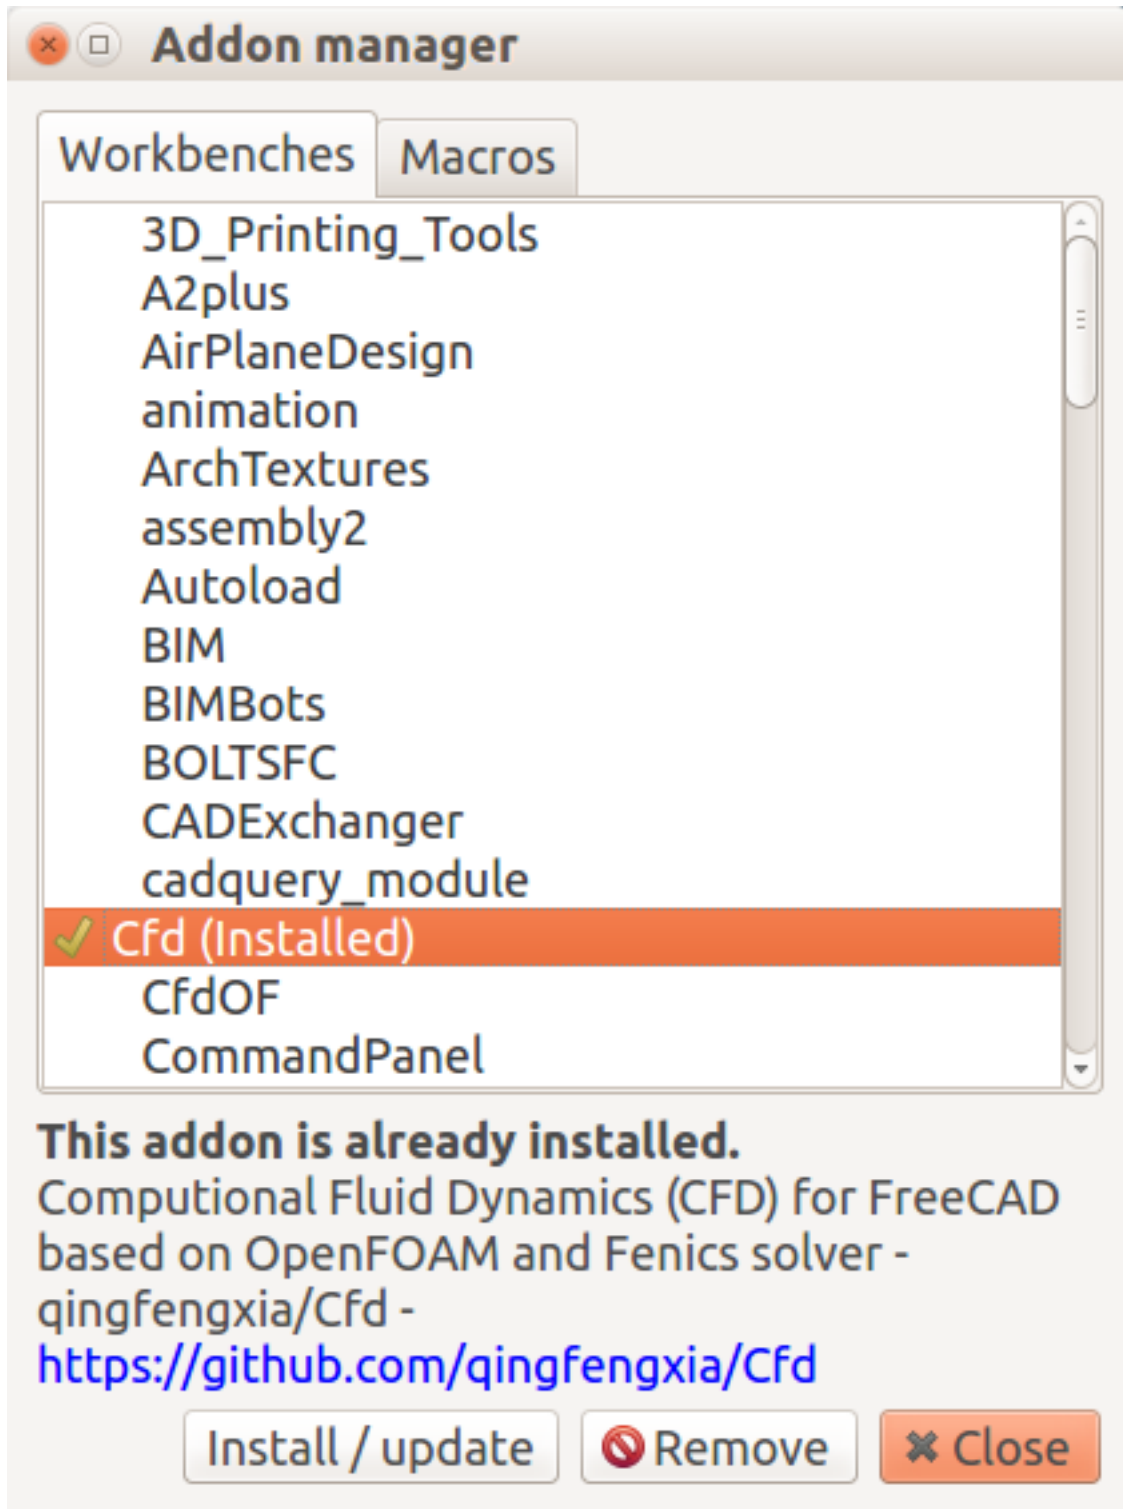 Addon manager
Workbenches Macros
3D_Printing_Tools
A2plus
AirPlaneDesign
animation
ArchTextures
assembly2
Autoload
BIM
BIMBots
BOLTSFC
CADExchanger
cadquery_module
Cfd (Installed)
CfdOF
CommandPanel
This addon is already installed.
Computional Fluid Dynamics (CFD) for FreeCAD
based on OpenFOAM and Fenics solver -
qingfengxia/Cfd -
https://github.com/qingfengxia/Cfd
Install / update Remove Close